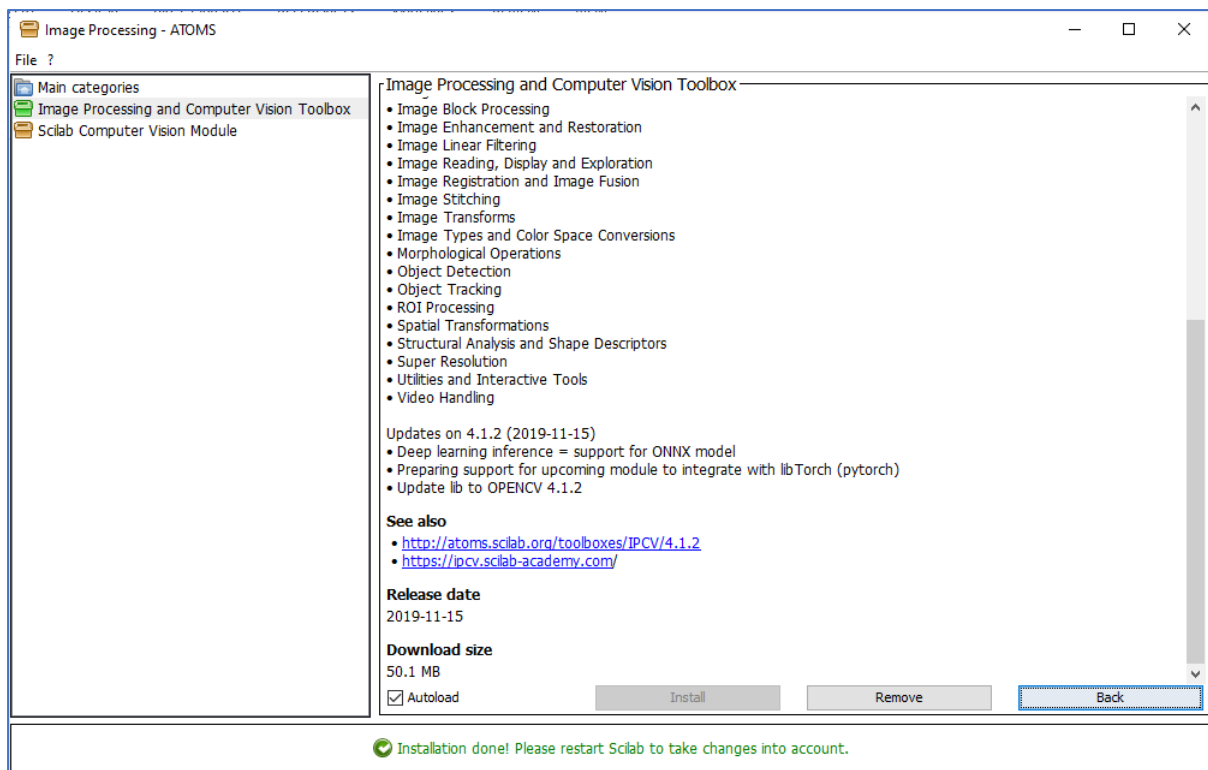 Image Processing - ATOMS
File ?
Main categories
Image Processing and Computer Vision Toolbox
Scilab Computer Vision Module
Image Processing and Computer Vision Toolbox
• Image Block Processing
• Image Enhancement and Restoration
• Image Linear Filtering
• Image Reading, Display and Exploration
• Image Registration and Image Fusion
• Image Stitching
• Image Transforms
• Image Types and Color Space Conversions
• Morphological Operations
• Object Detection
• Object Tracking
• ROI Processing
• Spatial Transformations
• Structural Analysis and Shape Descriptors
• Super Resolution
• Utilities and Interactive Tools
• Video Handling
Updates on 4.1.2 (2019-11-15)
• Deep learning inference = support for ONNX model
• Preparing support for upcoming module to integrate with libTorch (pytorch)
• Update lib to OPENCV 4.1.2
See also
• http://atoms.scilab.org/toolboxes/IPCV/4.1.2
• https://ipcv.scilab-academy.com/
Release date
2019-11-15
Download size
50.1 MB
Autoload
Install
Remove
Back
Installation done! Please restart Scilab to take changes into account.